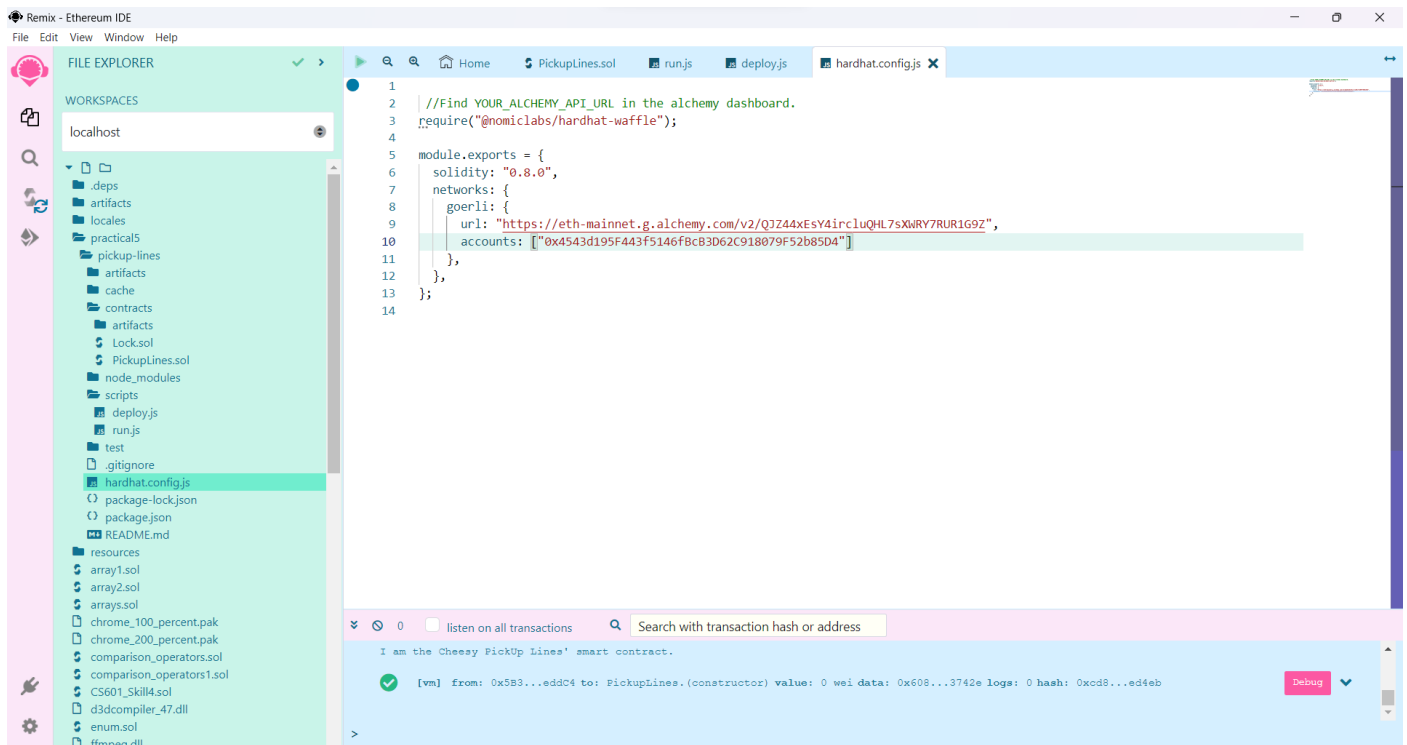 Remix - Ethereum IDE
File Edit View Window Help
FILE EXPLORER
WORKSPACES
localhost
.deps
artifacts
locales
practical5
pickup-lines
artifacts
cache
contracts
artifacts
Lock.sol
PickupLines.sol
node_modules
scripts
deploy.js
run.js
test
.gitignore
hardhat.config.js
package-lock.json
package.json
README.md
resources
array1.sol
array2.sol
arrays.sol
chrome_100_percent.pak
chrome_200_percent.pak
comparison_operators.sol
comparison_operators1.sol
CS601_Skill4.sol
d3dcompiler_47.dll
enum.sol
ffmpeg.dll
Home PickupLines.sol run.js deploy.js hardhat.config.js
1
2 //Find YOUR_ALCHEMY_API_URL in the alchemy dashboard.
3 require("@nomiclabs/hardhat-waffle");
4
5 module.exports = {
6 solidity: "0.8.0",
7 networks: {
8 goerli: {
9 url: "https://eth-mainnet.g.alchemy.com/v2/QJZ44xEsY4ircluQHL7sXWRY7RUR1G9Z",
10 accounts: ["0x4543d195F443f5146fBcB3D62C918079F52b85D4"]
11 },
12 },
13 };
14
0 listen on all transactions Search with transaction hash or address
I am the Cheesy PickUp Lines' smart contract.
[vm] from: 0x5B3...eddC4 to: PickupLines.(constructor) value: 0 wei data: 0x608...3742e logs: 0 hash: 0xcd8...ed4eb Debug
>